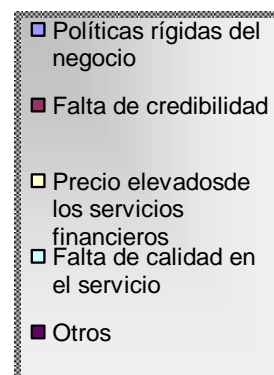 Políticas rígidas del
negocio
Falta de credibilidad
Precio elevadosde
los servicios
financieros
Falta de calidad en
el servicio
Otros